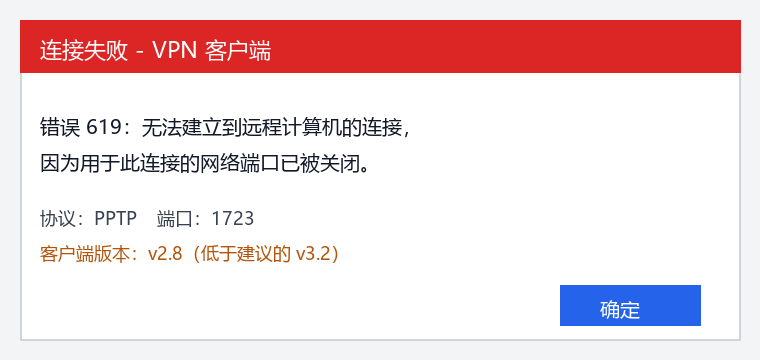 连接失败 - VPN 客户端
错误 619：无法建立到远程计算机的连接，
因为用于此连接的网络端口已被关闭。
协议：PPTP 端口：1723
客户端版本：v2.8（低于建议的 v3.2）
确定